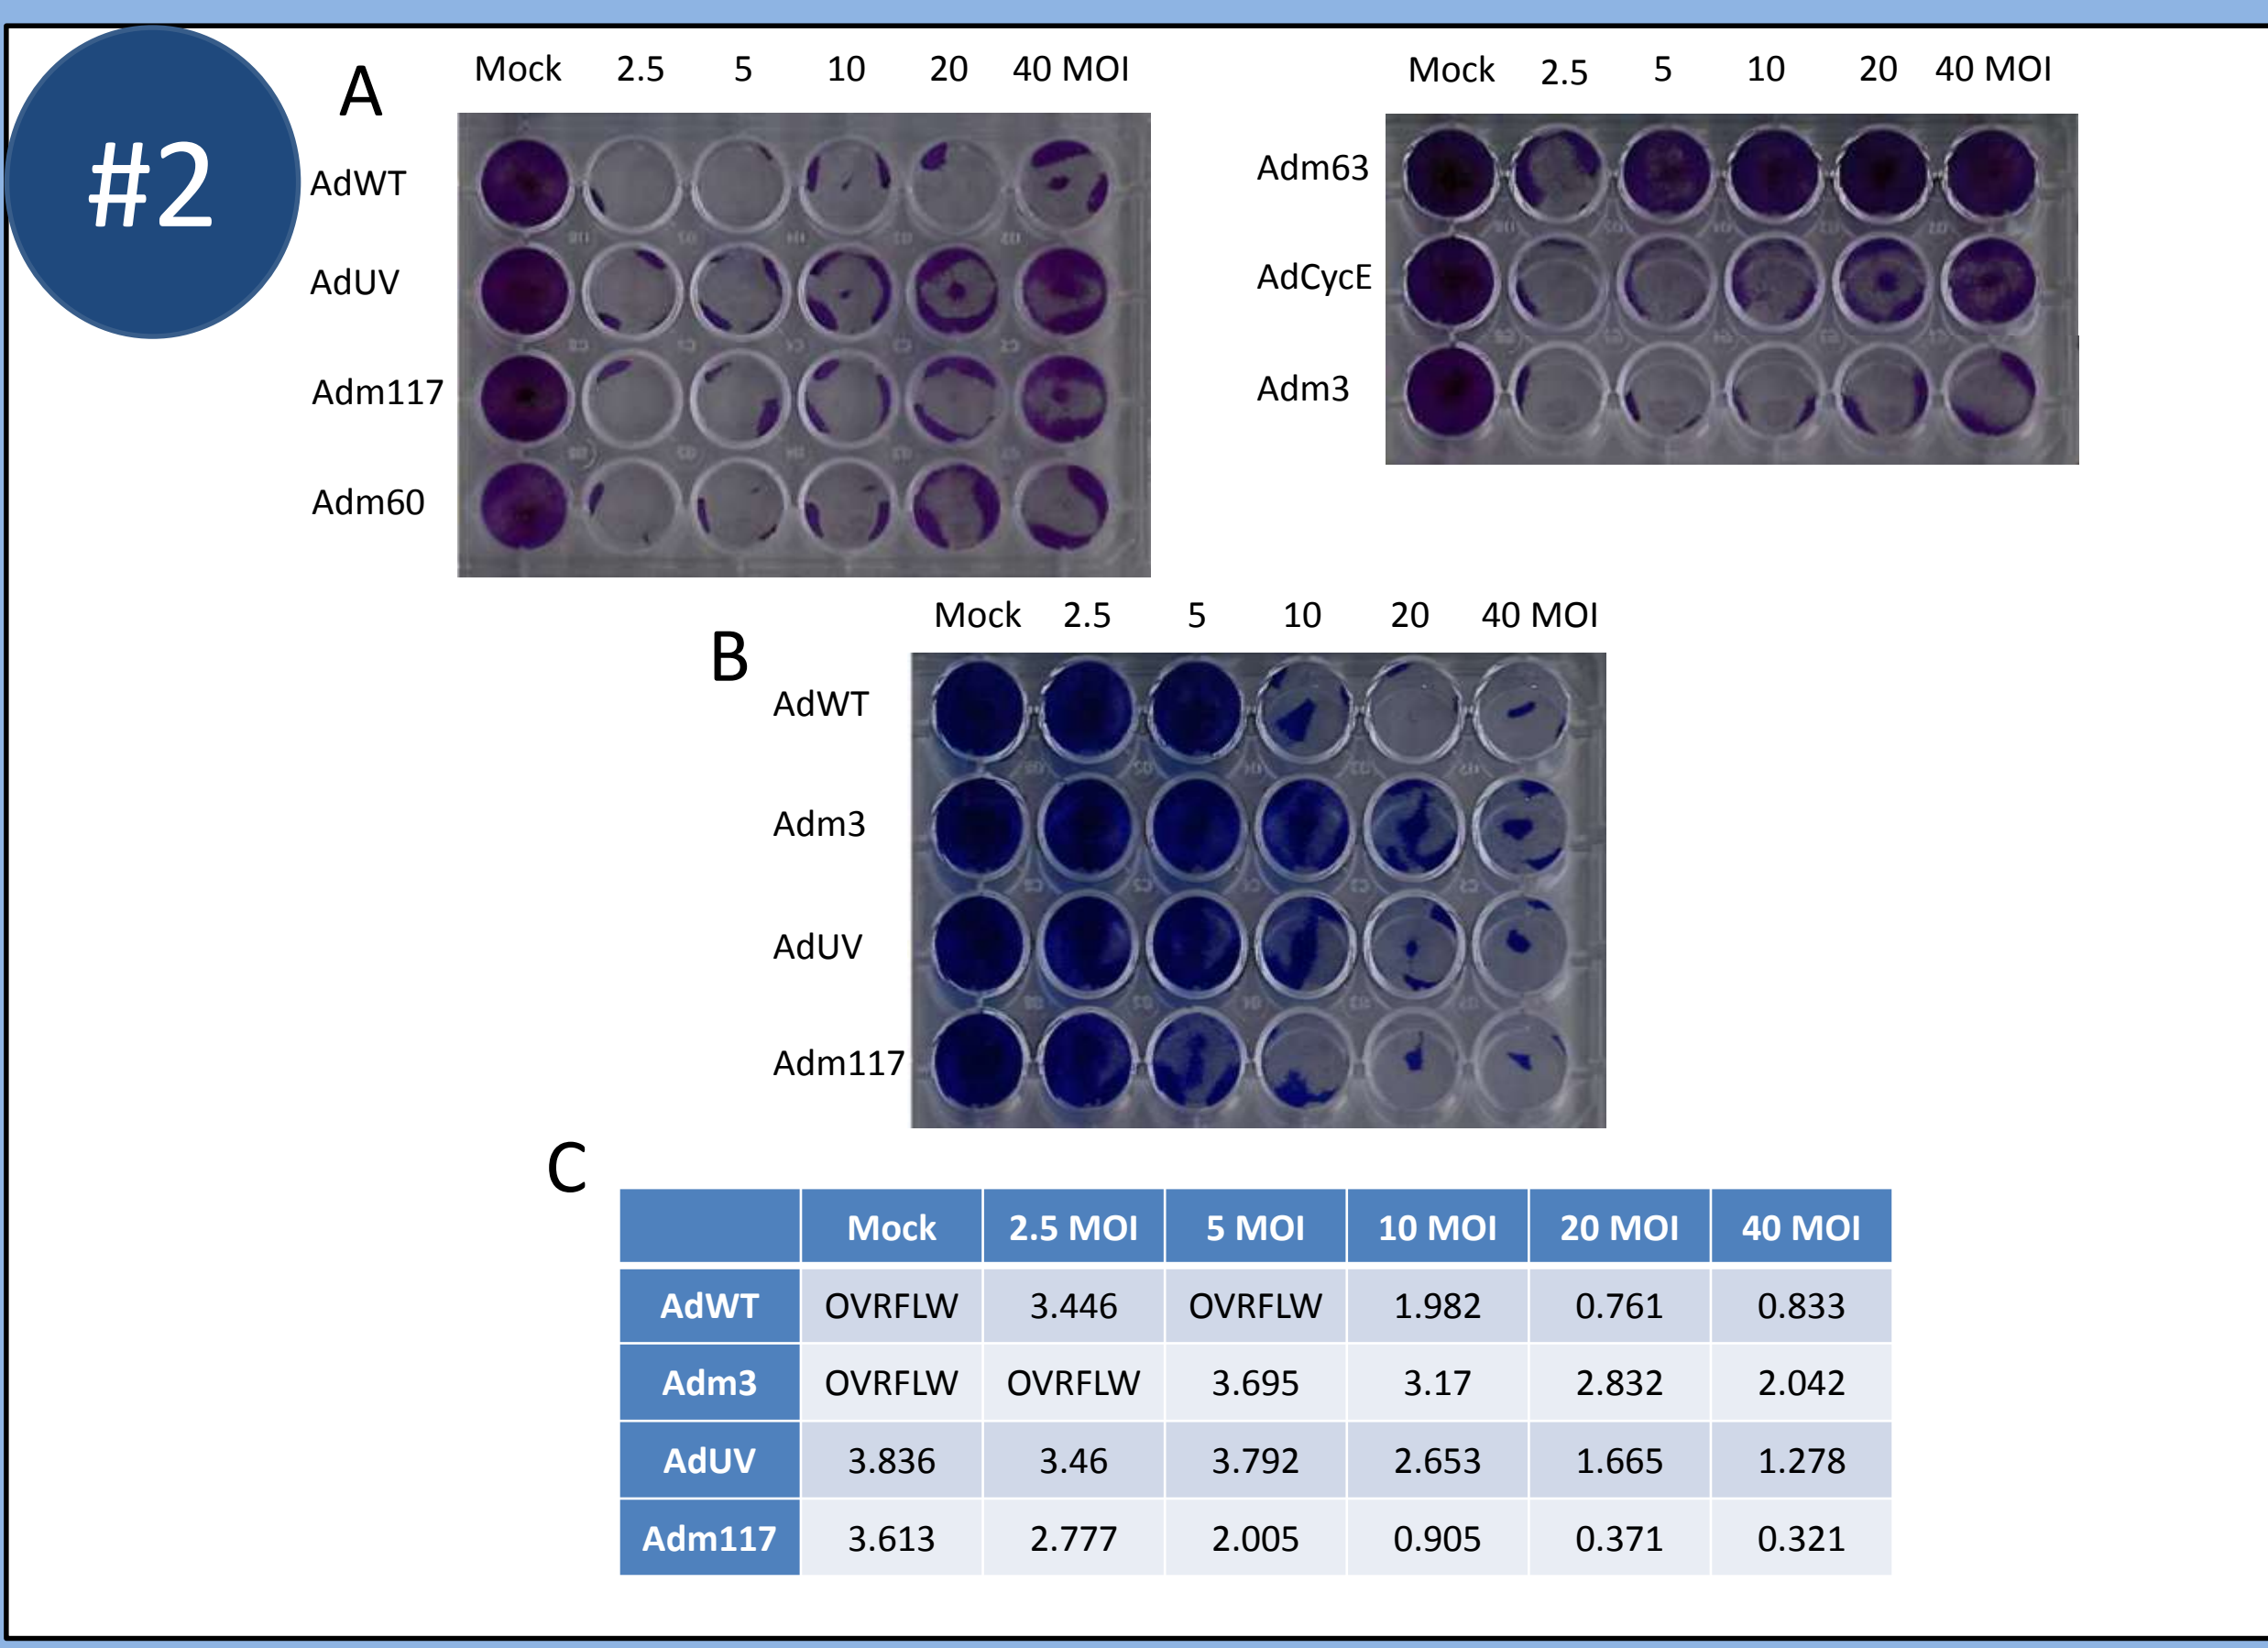 #2
A
Mock 2.5 5 10 20 40 MOI
AdWT
AdUV
Adm117
Adm60
Mock 2.5 5 10 20 40 MOI
Adm63
AdCycE
Adm3
B
Mock 2.5 5 10 20 40 MOI
AdWT
Adm3
AdUV
Adm117
C
Mock 2.5 MOI 5 MOI 10 MOI 20 MOI 40 MOI
AdWT OVRFLW 3.446 OVRFLW 1.982 0.761 0.833
Adm3 OVRFLW OVRFLW 3.695 3.17 2.832 2.042
AdUV 3.836 3.46 3.792 2.653 1.665 1.278
Adm117 3.613 2.777 2.005 0.905 0.371 0.321